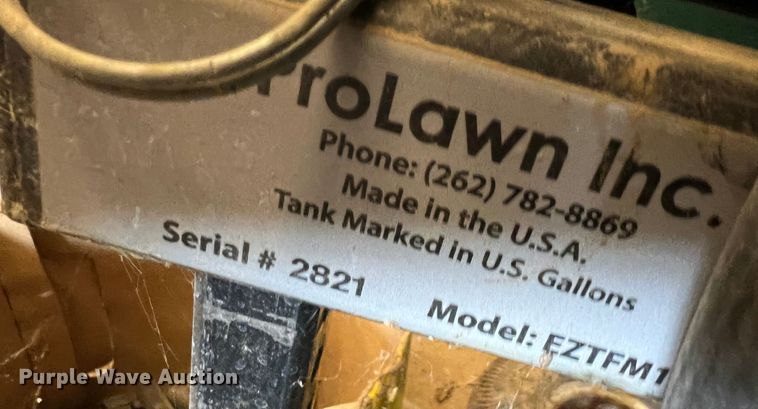 ProLawn Inc.
Phone: (262) 782-8869
Made in the U.S.A.
Tank Marked in U.S. Gallons
Serial # 2821
Model: EZTFM1
Purple Wave Auction